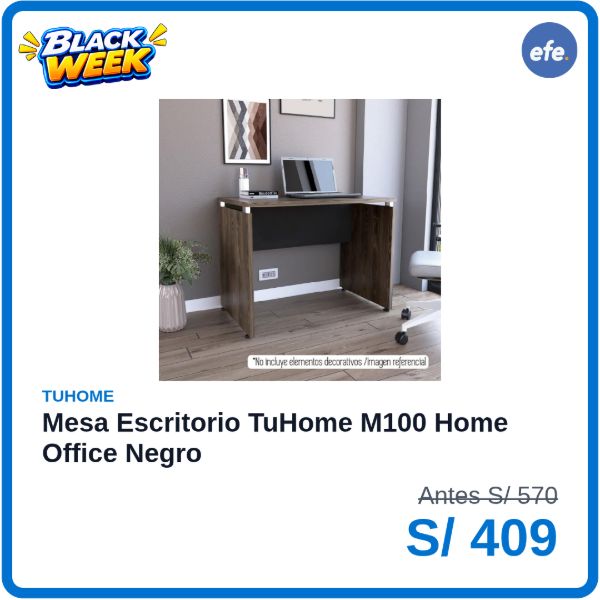 BLACK
WEEK
efe.
*No incluye elementos decorativos /imagen referencial
TUHOME
Mesa Escritorio TuHome M100 Home
Office Negro
Antes S/ 570
S/ 409